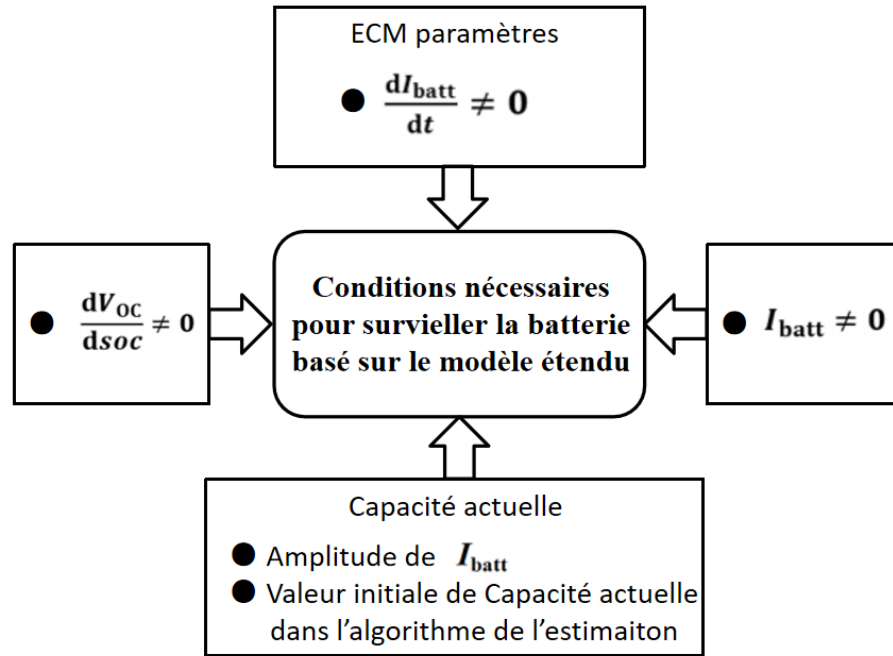 ECM paramètres
● dI_batt/dt ≠ 0
● dV_OC/dsoc ≠ 0
Conditions nécessaires
pour survieller la batterie
basé sur le modèle étendu
● I_batt ≠ 0
Capacité actuelle
● Amplitude de I_batt
● Valeur initiale de Capacité actuelle
dans l’algorithme de l’estimaiton